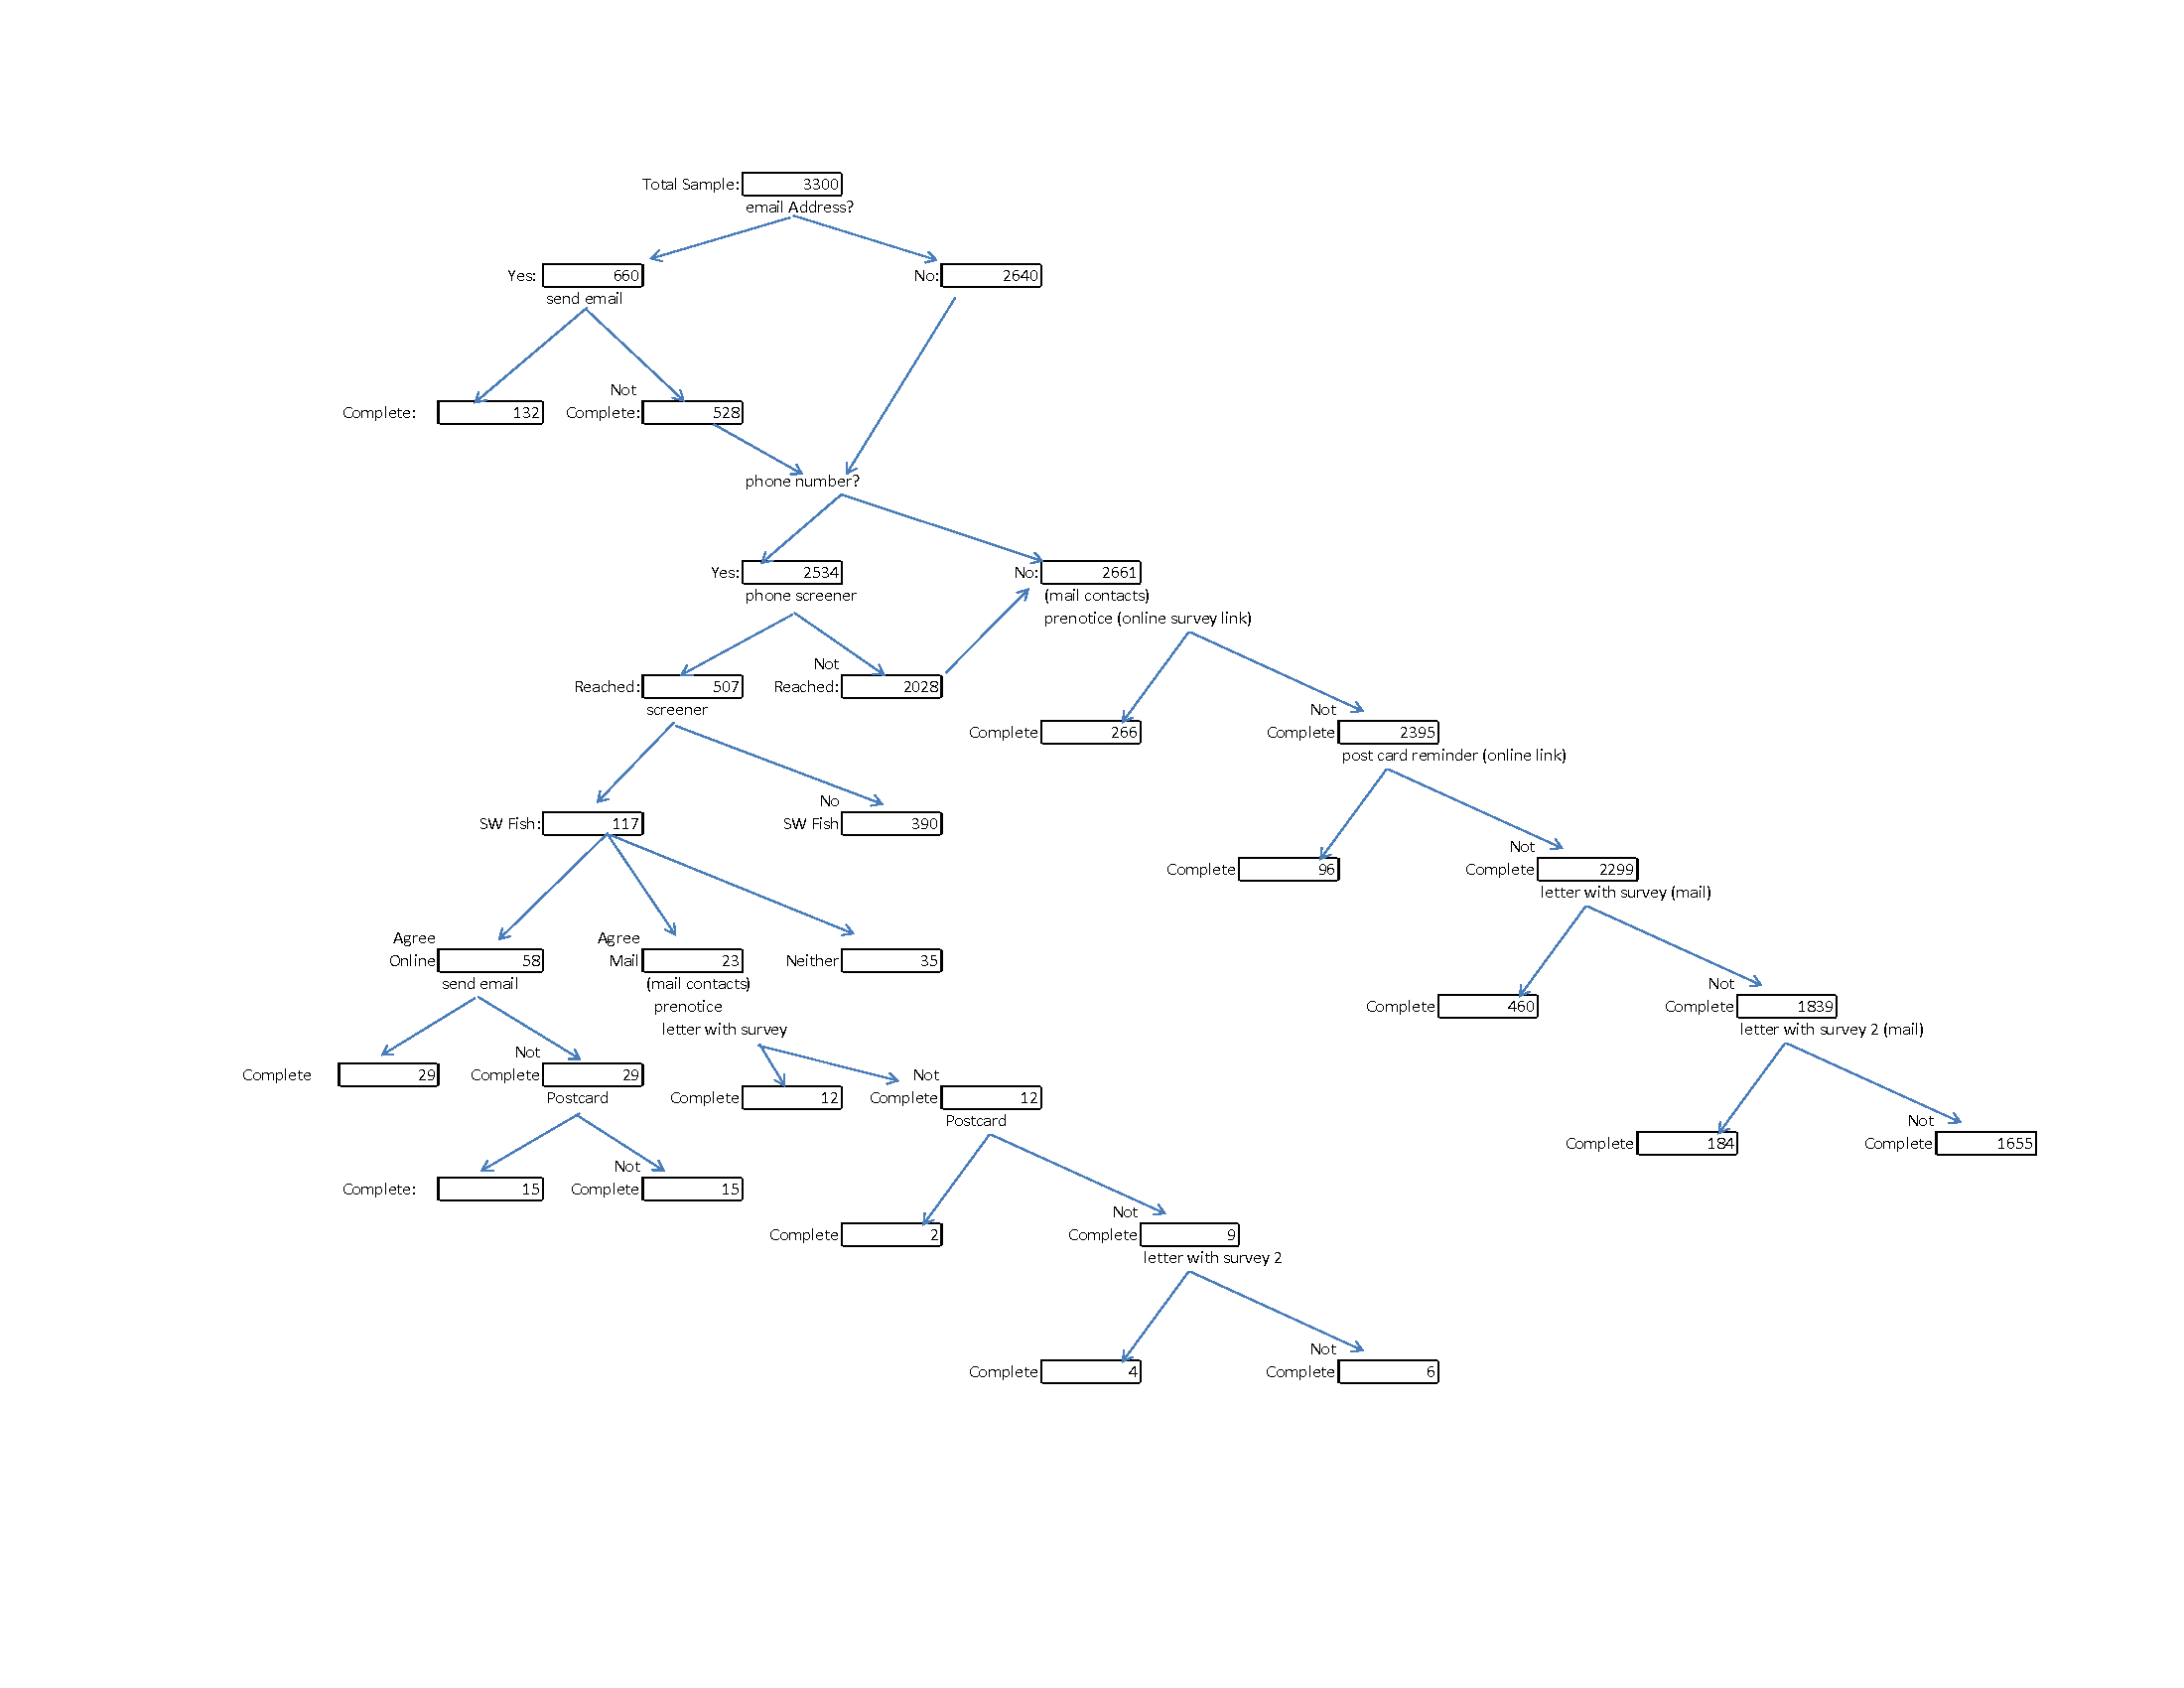 Total Sample: 3300
email Address?
Yes: 660 No: 2640
send email
Not
Complete: 132 Complete: 528
phone number?
Yes: 2534 No: 2661
phone screener (mail contacts)
prenotice (online survey link)
Not
Reached: 507 Reached: 2028
screener Not
Complete 266 Complete 2395
post card reminder (online link)
No
SW Fish: 117 SW Fish 390
Not
Complete 96 Complete 2299
letter with survey (mail)
Agree Agree
Online 58 Mail 23 Neither 35
send email (mail contacts) Not
prenotice Complete 460 Complete 1839
letter with survey letter with survey 2 (mail)
Not
Complete 29 Complete 29 Not
Postcard Complete 12 Complete 12
Postcard Not
Complete 184 Complete 1655
Not
Complete: 15 Complete 15
Not
Complete 2 Complete 9
letter with survey 2
Not
Complete 4 Complete 6